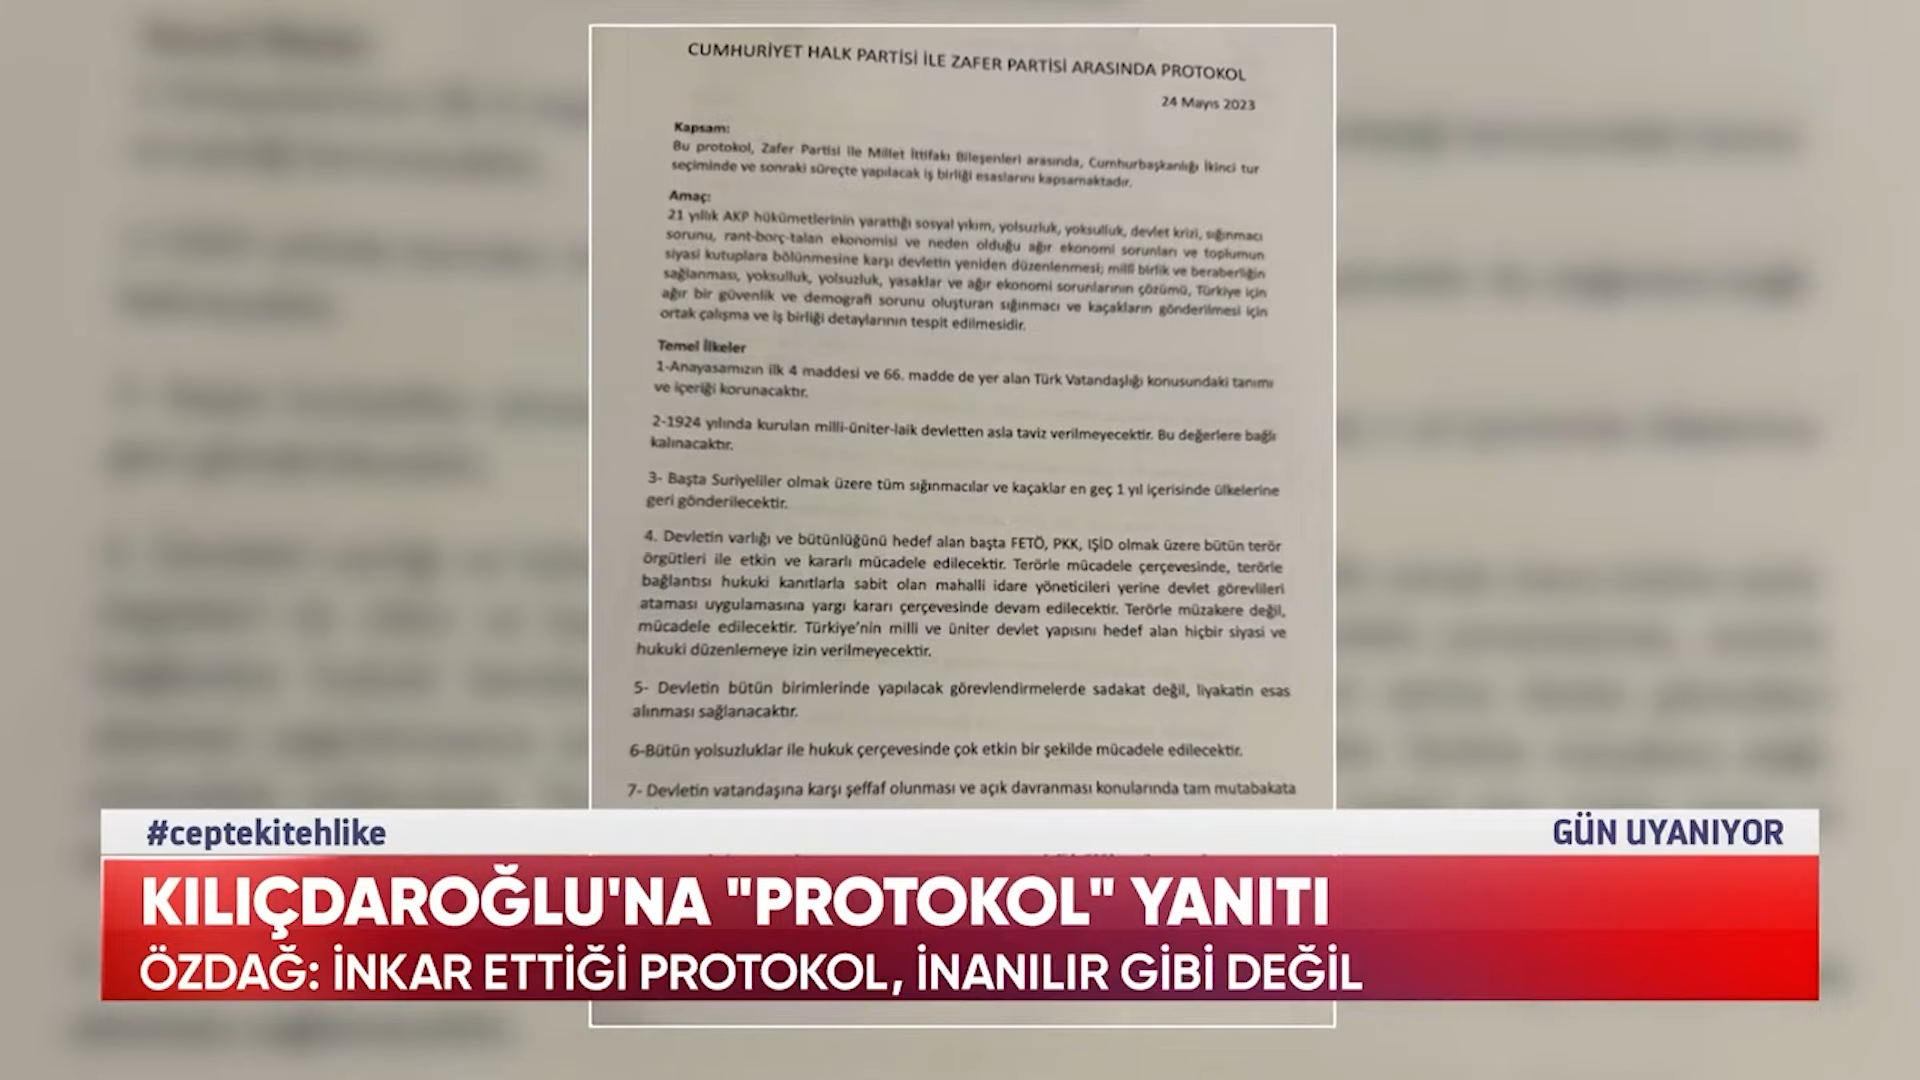 CUMHURİYET HALK PARTİSİ İLE ZAFER PARTİSİ ARASINDA PROTOKOL
24 Mayıs 2023
Kapsam:
Bu protokol, Zafer Partisi ile Millet İttifakı Bileşenleri arasında, Cumhurbaşkanlığı İkinci tur
seçiminde ve sonraki süreçte yapılacak iş birliği esaslarını kapsamaktadır.
Amaç:
21 yıllık AKP hükümetlerinin yarattığı sosyal yıkım, yolsuzluk, yoksulluk, devlet krizi, sığınmacı
sorunu, rant-borç-talan ekonomisi ve neden olduğu ağır ekonomi sorunları ve toplumun
siyasi kutuplara bölünmesine karşı devletin yeniden düzenlenmesi; millî birlik ve beraberliğin
sağlanması, yoksulluk, yolsuzluk, yasaklar ve ağır ekonomi sorunlarının çözümü, Türkiye için
ağır bir güvenlik ve demografi sorunu oluşturan sığınmacı ve kaçakların gönderilmesi için
ortak çalışma ve iş birliği detaylarının tespit edilmesidir.
Temel İlkeler
1-Anayasamızın ilk 4 maddesi ve 66. madde de yer alan Türk Vatandaşlığı konusundaki tanımı
ve içeriği korunacaktır.
2-1924 yılında kurulan milli-üniter-laik devletten asla taviz verilmeyecektir. Bu değerlere bağlı
kalınacaktır.
3- Başta Suriyeliler olmak üzere tüm sığınmacılar ve kaçaklar en geç 1 yıl içerisinde ülkelerine
geri gönderilecektir.
4. Devletin varlığı ve bütünlüğünü hedef alan başta FETÖ, PKK, IŞİD olmak üzere bütün terör
örgütleri ile etkin ve kararlı mücadele edilecektir. Terörle mücadele çerçevesinde, terörle
bağlantısı hukuki kanıtlarla sabit olan mahalli idare yöneticileri yerine devlet görevlileri
ataması uygulamasına yargı kararı çerçevesinde devam edilecektir. Terörle müzakere değil,
mücadele edilecektir. Türkiye'nin milli ve üniter devlet yapısını hedef alan hiçbir siyasi ve
hukuki düzenlemeye izin verilmeyecektir.
5- Devletin bütün birimlerinde yapılacak görevlendirmelerde sadakat değil, liyakatin esas
alınması sağlanacaktır.
6-Bütün yolsuzluklar ile hukuk çerçevesinde çok etkin bir şekilde mücadele edilecektir.
7- Devletin vatandaşına karşı şeffaf olunması ve açık davranması konularında tam mutabakata
#ceptekitehlike
GÜN UYANIYOR
KILIÇDAROĞLU'NA "PROTOKOL" YANITI
ÖZDAĞ: İNKAR ETTİĞİ PROTOKOL, İNANILIR GİBİ DEĞİL